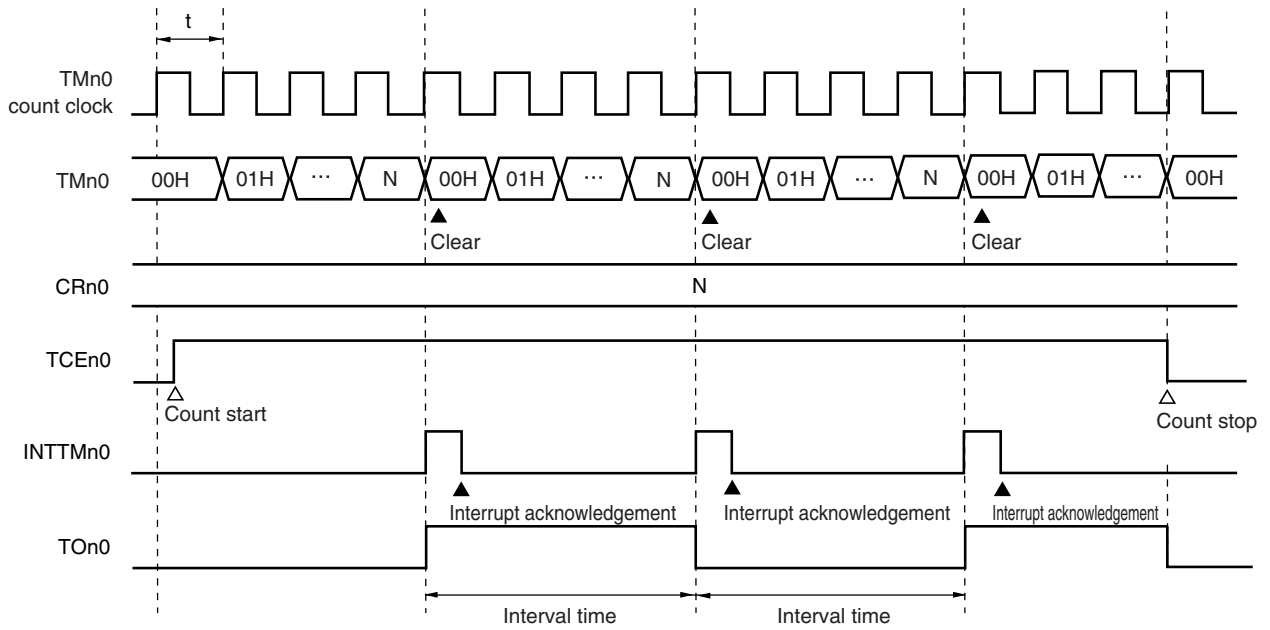 t
TMn0
count clock
TMn0 00H 01H ... N 00H 01H ... N 00H 01H ... N 00H 01H ... 00H
Clear Clear Clear
CRn0 N
TCEn0
Count start Count stop
INTTMn0
Interrupt acknowledgement Interrupt acknowledgement Interrupt acknowledgement
TOn0
Interval time Interval time